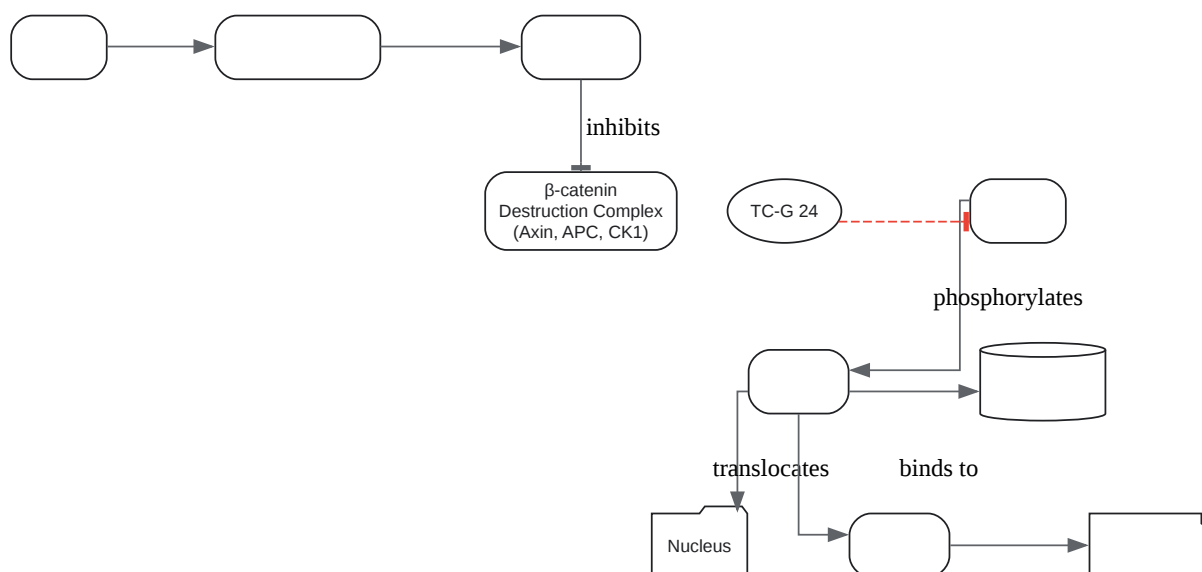 inhibits
β-catenin
Destruction Complex
(Axin, APC, CK1)
TC-G 24
phosphorylates
translocates
binds to
Nucleus